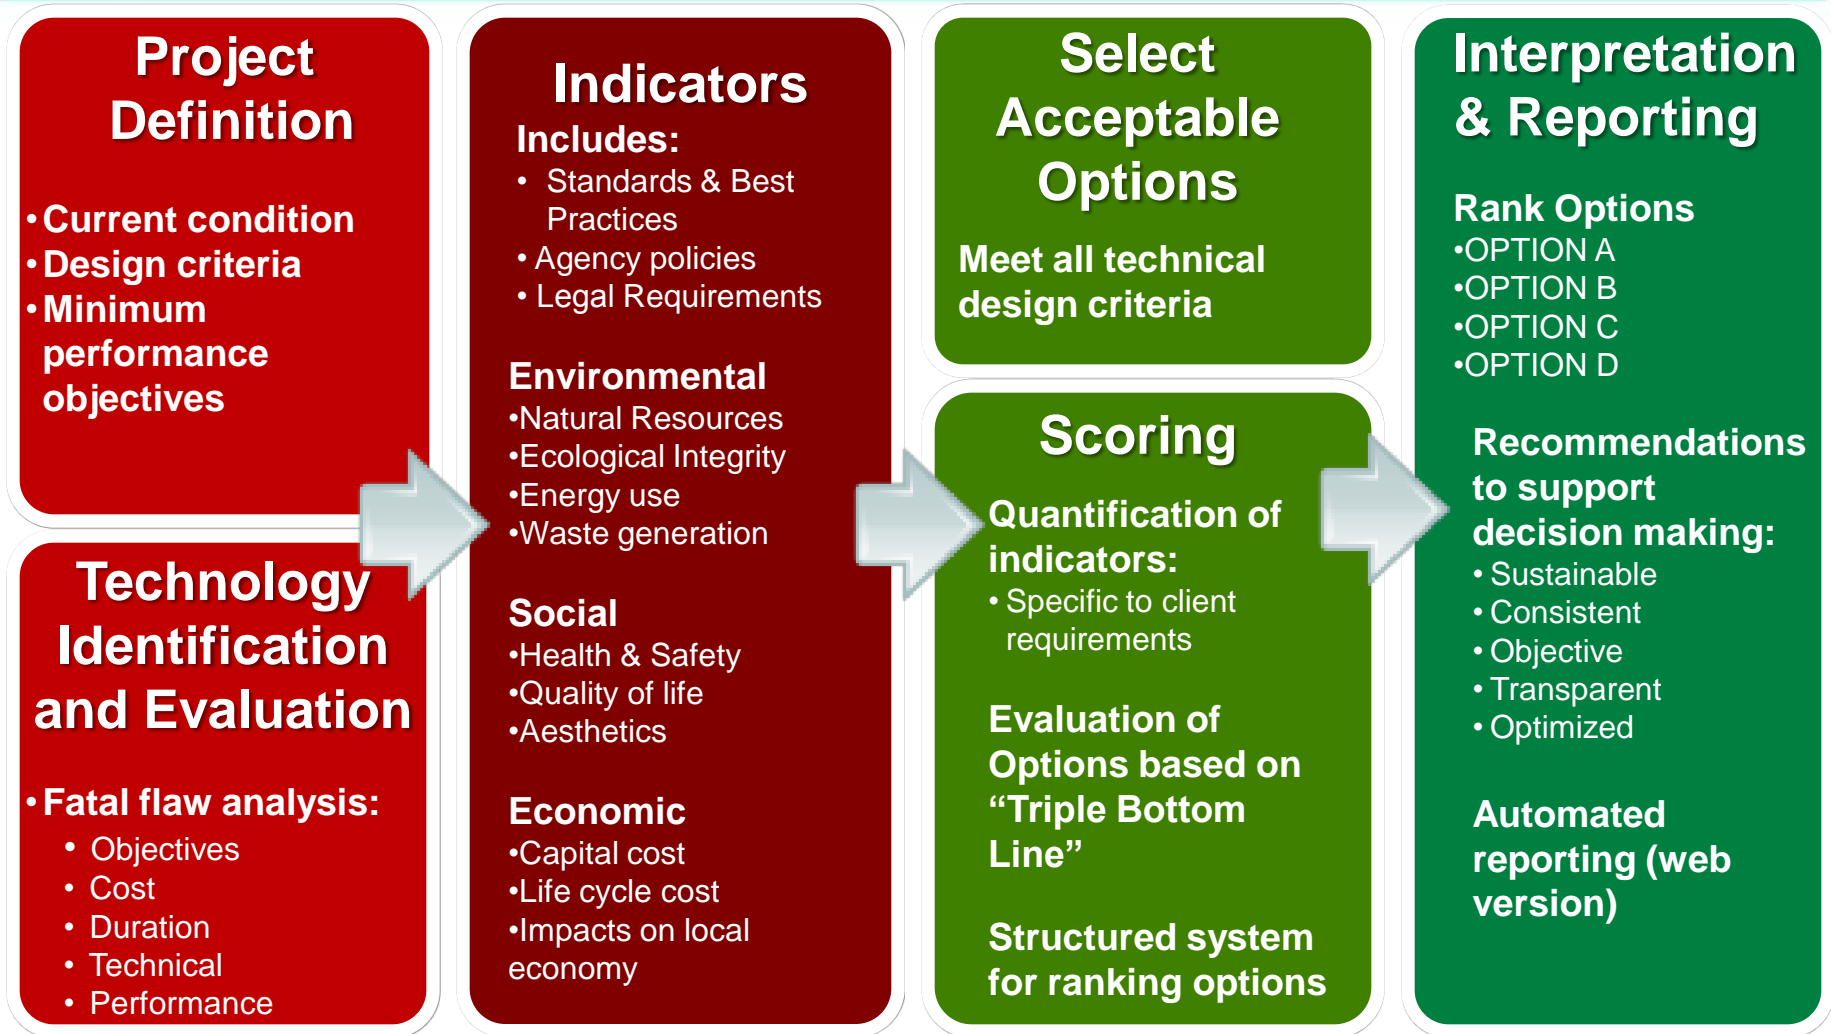 Project
Definition
• Current condition
• Design criteria
• Minimum
performance
objectives
Technology
Identification
and Evaluation
• Fatal flaw analysis:
• Objectives
• Cost
• Duration
• Technical
• Performance
Indicators
Includes:
• Standards & Best
Practices
• Agency policies
• Legal Requirements
Environmental
•Natural Resources
•Ecological Integrity
•Energy use
•Waste generation
Social
•Health & Safety
•Quality of life
•Aesthetics
Economic
•Capital cost
•Life cycle cost
•Impacts on local
economy
Select
Acceptable
Options
Meet all technical
design criteria
Scoring
Quantification of
indicators:
• Specific to client
requirements
Evaluation of
Options based on
“Triple Bottom
Line”
Structured system
for ranking options
Interpretation
& Reporting
Rank Options
•OPTION A
•OPTION B
•OPTION C
•OPTION D
Recommendations
to support
decision making:
• Sustainable
• Consistent
• Objective
• Transparent
• Optimized
Automated
reporting (web
version)